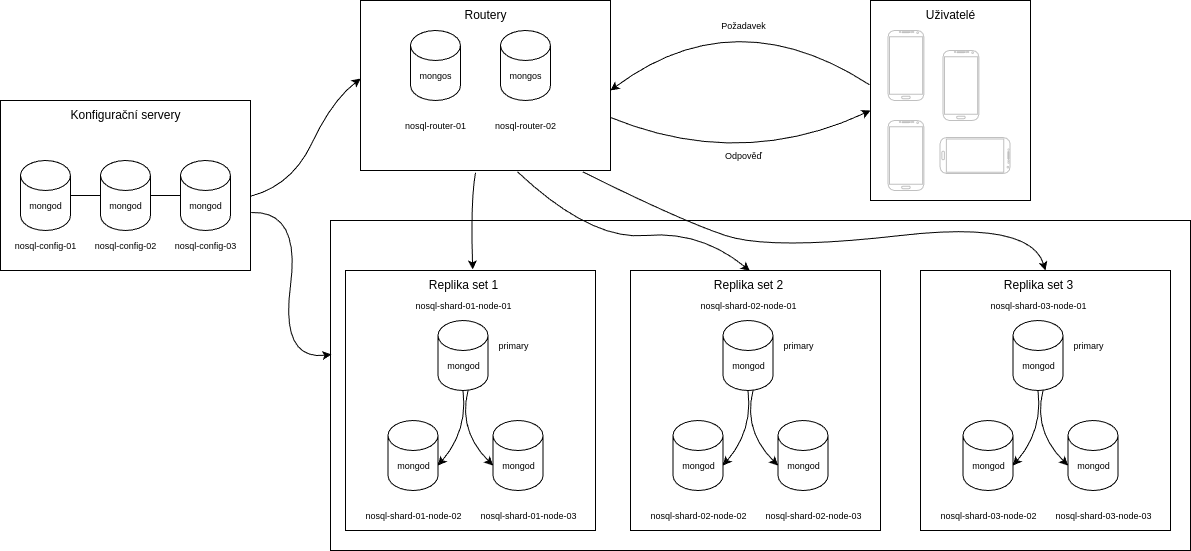 Routery
mongos
mongos
nosql-router-01
nosql-router-02
Požadavek
Odpověď
Uživatelé
Konfigurační servery
mongod
mongod
mongod
nosql-config-01
nosql-config-02
nosql-config-03
Replika set 1
nosql-shard-01-node-01
primary
mongod
mongod
mongod
nosql-shard-01-node-02
nosql-shard-01-node-03
Replika set 2
nosql-shard-02-node-01
primary
mongod
mongod
mongod
nosql-shard-02-node-02
nosql-shard-02-node-03
Replika set 3
nosql-shard-03-node-01
primary
mongod
mongod
mongod
nosql-shard-03-node-02
nosql-shard-03-node-03